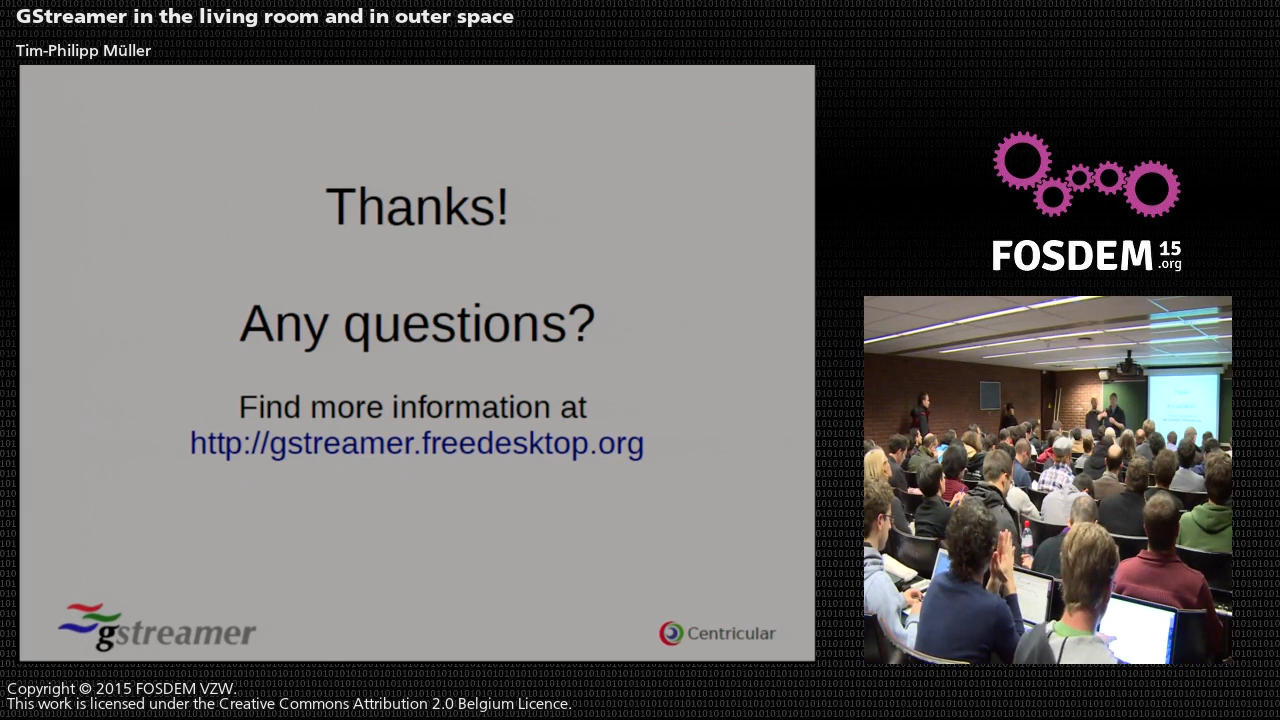 GStreamer in the living room and in outer space
Tim-Philipp Müller
Thanks!
Any questions?
Find more information at
http://gstreamer.freedesktop.org
gstreamer
Centricular
FOSDEM 15
.org
Copyright © 2015 FOSDEM VZW.
This work is licensed under the Creative Commons Attribution 2.0 Belgium Licence.